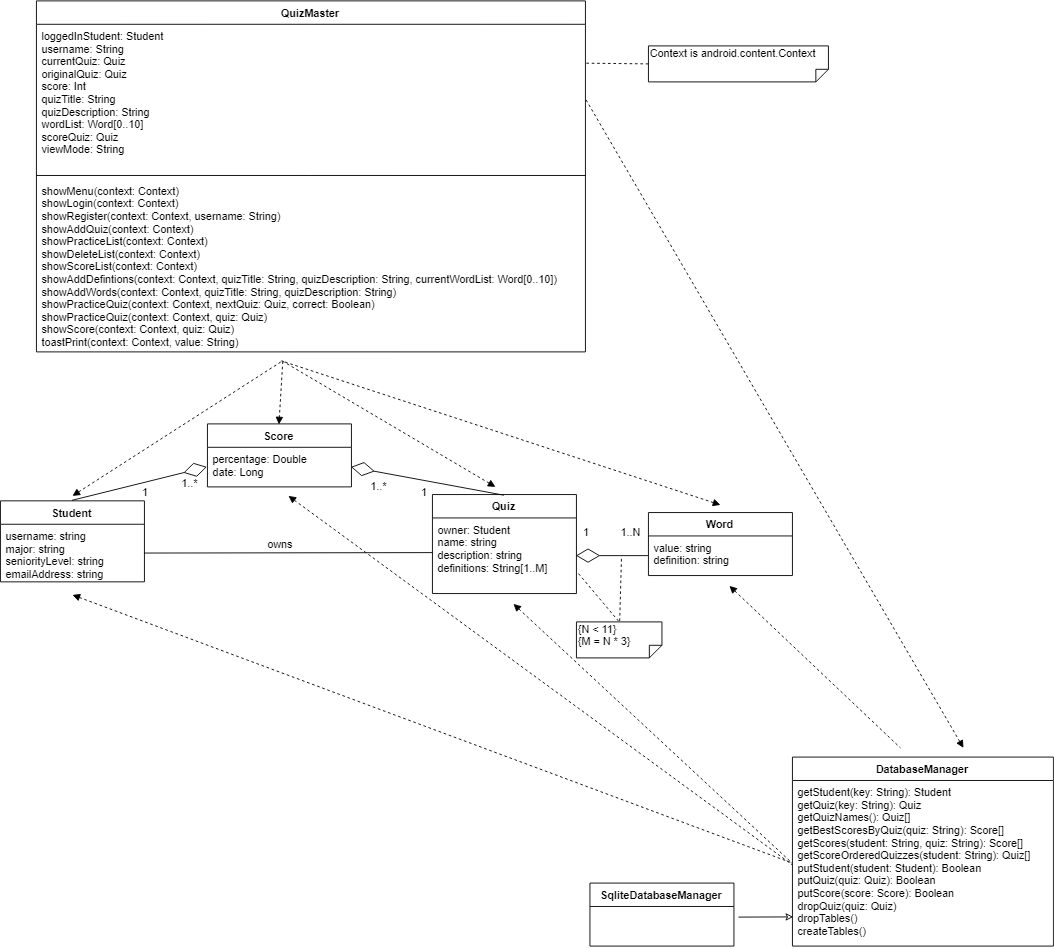 QuizMaster
loggedInStudent: Student
username: String
currentQuiz: Quiz
originalQuiz: Quiz
score: Int
quizTitle: String
quizDescription: String
wordList: Word[0..10]
scoreQuiz: Quiz
viewMode: String
Context is android.content.Context
showMenu(context: Context)
showLogin(context: Context)
showRegister(context: Context, username: String)
showAddQuiz(context: Context)
showPracticeList(context: Context)
showDeleteList(context: Context)
showScoreList(context: Context)
showAddDefintions(context: Context, quizTitle: String, quizDescription: String, currentWordList: Word[0..10])
showAddWords(context: Context, quizTitle: String, quizDescription: String)
showPracticeQuiz(context: Context, nextQuiz: Quiz, correct: Boolean)
showPracticeQuiz(context: Context, quiz: Quiz)
showScore(context: Context, quiz: Quiz)
toastPrint(context: Context, value: String)
Score
percentage: Double
date: Long
1
1..*
1..*
1
Student
username: string
major: string
seniorityLevel: string
emailAddress: string
owns
Quiz
owner: Student
name: string
description: string
definitions: String[1..M]
1
1..N
Word
value: string
definition: string
{N < 11}
{M = N * 3}
DatabaseManager
getStudent(key: String): Student
getQuiz(key: String): Quiz
getQuizNames(): Quiz[]
getBestScoresByQuiz(quiz: String): Score[]
getScores(student: String, quiz: String): Score[]
getScoreOrderedQuizzes(student: String): Quiz[]
putStudent(student: Student): Boolean
putQuiz(quiz: Quiz): Boolean
putScore(score: Score): Boolean
dropQuiz(quiz: Quiz)
dropTables()
createTables()
SqliteDatabaseManager